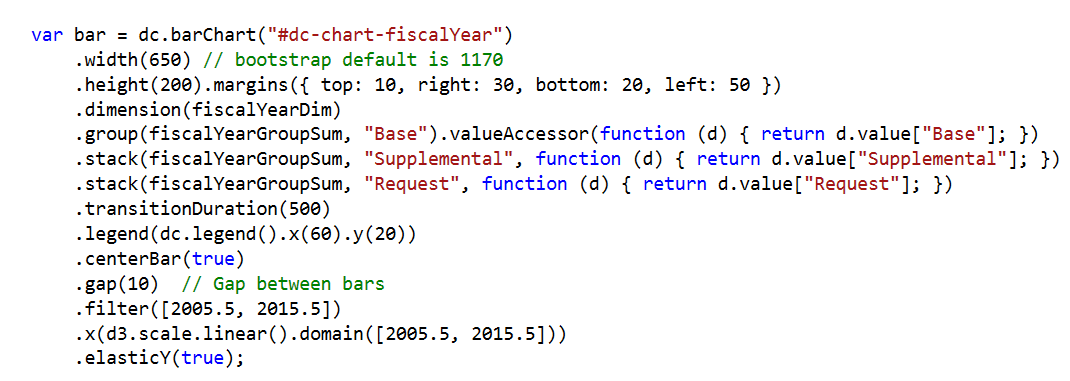 var bar = dc.barChart("#dc-chart-fiscalYear")
    .width(650) // bootstrap default is 1170
    .height(200).margins({ top: 10, right: 30, bottom: 20, left: 50 })
    .dimension(fiscalYearDim)
    .group(fiscalYearGroupSum, "Base").valueAccessor(function (d) { return d.value["Base"]; })
    .stack(fiscalYearGroupSum, "Supplemental", function (d) { return d.value["Supplemental"]; })
    .stack(fiscalYearGroupSum, "Request", function (d) { return d.value["Request"]; })
    .transitionDuration(500)
    .legend(dc.legend().x(60).y(20))
    .centerBar(true)
    .gap(10)  // Gap between bars
    .filter([2005.5, 2015.5])
    .x(d3.scale.linear().domain([2005.5, 2015.5]))
    .elasticY(true);